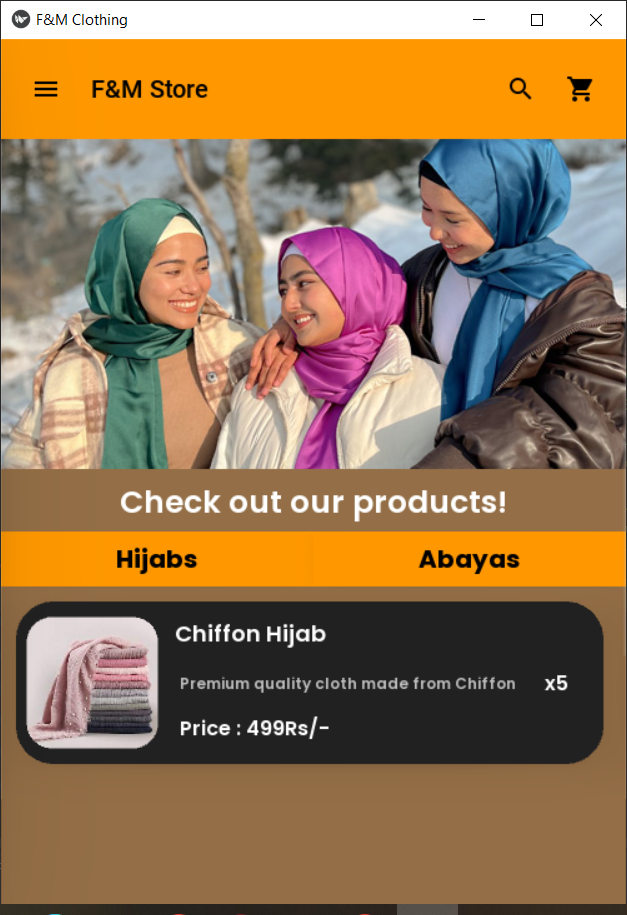 F&M Clothing
F&M Store
Check out our products!
Hijabs Abayas
Chiffon Hijab
Premium quality cloth made from Chiffon x5
Price : 499Rs/-